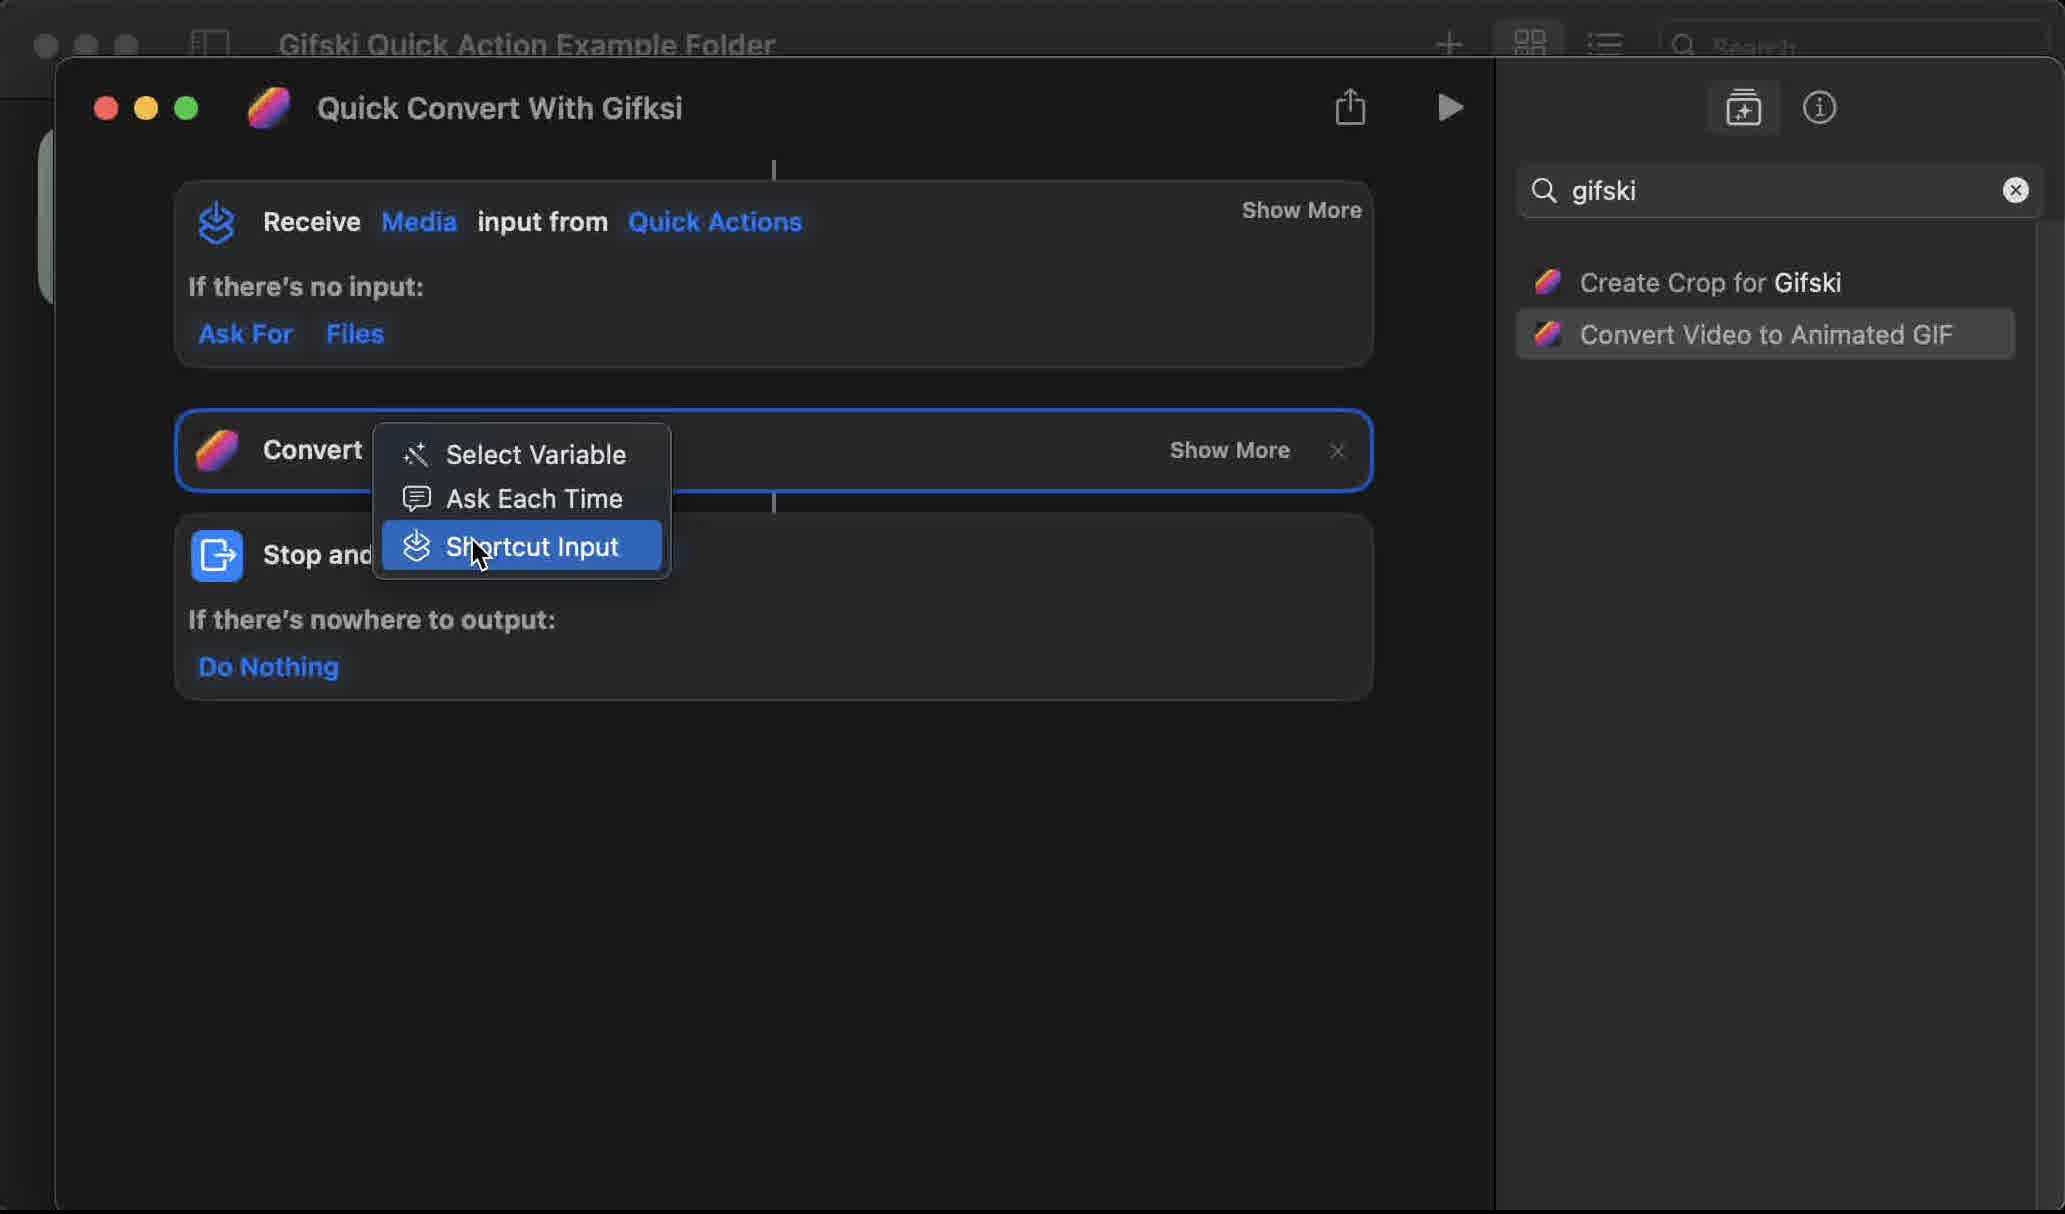 Gifski Quick Action Example Folder
Search
Quick Convert With Gifksi
gifski
Receive Media input from Quick Actions
Show More
If there's no input:
Ask For Files
Create Crop for Gifski
Convert Video to Animated GIF
Convert
Show More
Select Variable
Ask Each Time
Shortcut Input
Stop and
If there's nowhere to output:
Do Nothing